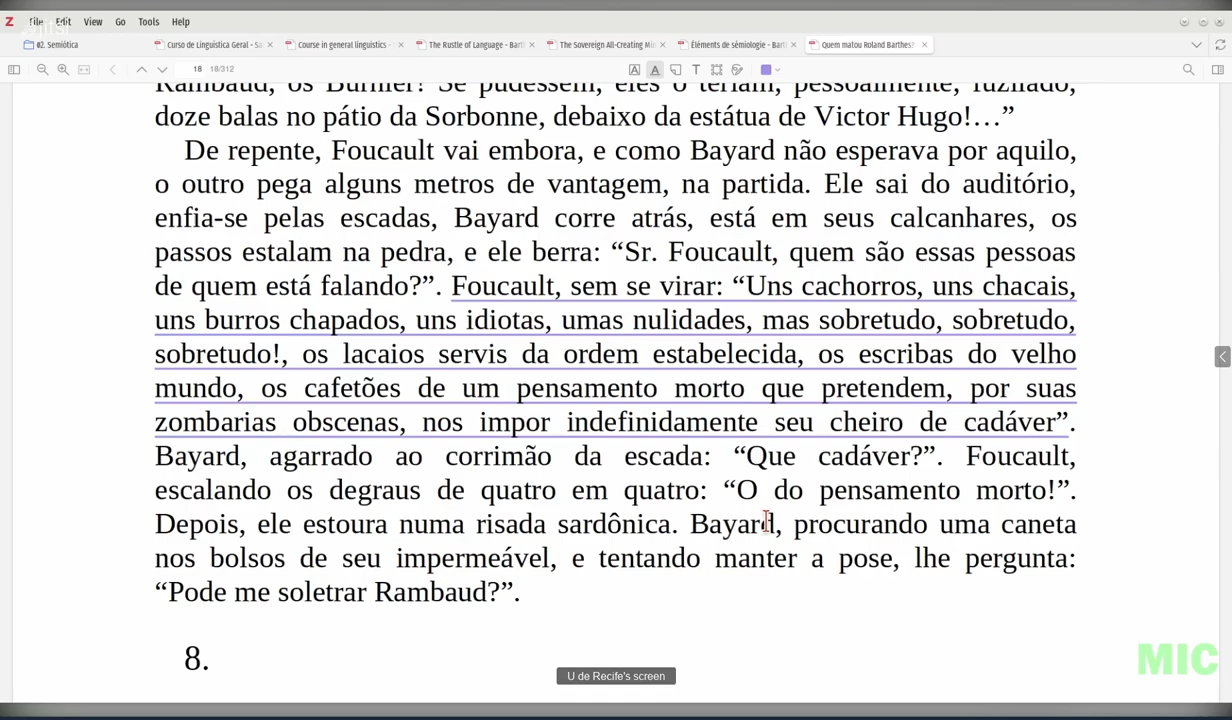 File Edit View Go Tools Help
02. Semiótica
Curso de Linguística Geral - Sa
Course in general linguistics -
The Rustle of Language - Bart
The Sovereign All-Creating Min
Éléments de sémiologie - Bart
Quem matou Roland Barthes?
18 18/312
Rambaud, os Burnier! Se pudessem, eles o teriam, pessoalmente, fuzilado,
doze balas no pátio da Sorbonne, debaixo da estátua de Victor Hugo!…”
De repente, Foucault vai embora, e como Bayard não esperava por aquilo,
o outro pega alguns metros de vantagem, na partida. Ele sai do auditório,
enfia-se pelas escadas, Bayard corre atrás, está em seus calcanhares, os
passos estalam na pedra, e ele berra: “Sr. Foucault, quem são essas pessoas
de quem está falando?”. Foucault, sem se virar: “Uns cachorros, uns chacais,
uns burros chapados, uns idiotas, umas nulidades, mas sobretudo, sobretudo,
sobretudo!, os lacaios servis da ordem estabelecida, os escribas do velho
mundo, os cafetões de um pensamento morto que pretendem, por suas
zombarias obscenas, nos impor indefinidamente seu cheiro de cadáver”.
Bayard, agarrado ao corrimão da escada: “Que cadáver?”. Foucault,
escalando os degraus de quatro em quatro: “O do pensamento morto!”.
Depois, ele estoura numa risada sardônica. Bayard, procurando uma caneta
nos bolsos de seu impermeável, e tentando manter a pose, lhe pergunta:
“Pode me soletrar Rambaud?”.
8.
MIC
U de Recife's screen